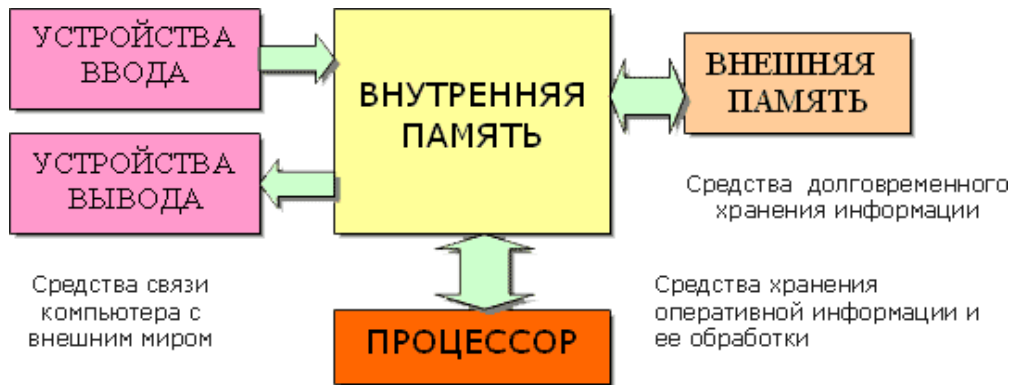 УСТРОЙСТВА
ВВОДА
УСТРОЙСТВА
ВЫВОДА
ВНУТРЕННЯЯ
ПАМЯТЬ
ВНЕШНЯЯ
ПАМЯТЬ
Средства долговременного
хранения информации
Средства связи
компьютера с
внешним миром
ПРОЦЕССОР
Средства хранения
оперативной информации и
ее обработки